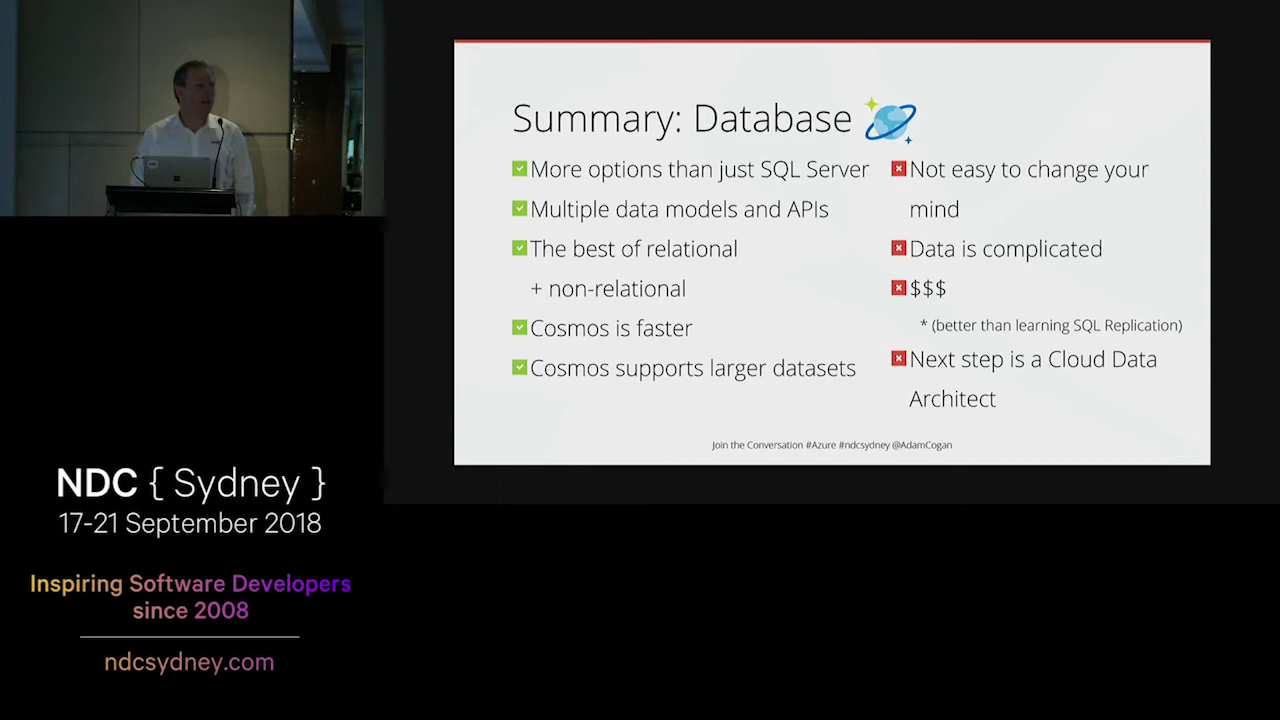 Summary: Database
More options than just SQL Server
Multiple data models and APIs
The best of relational
+ non-relational
Cosmos is faster
Cosmos supports larger datasets
Not easy to change your
mind
Data is complicated
$$$
* (better than learning SQL Replication)
Next step is a Cloud Data
Architect
Join the Conversation #Azure #ndcsydney @AdamCogan
NDC { Sydney }
17-21 September 2018
Inspiring Software Developers
since 2008
ndcsydney.com